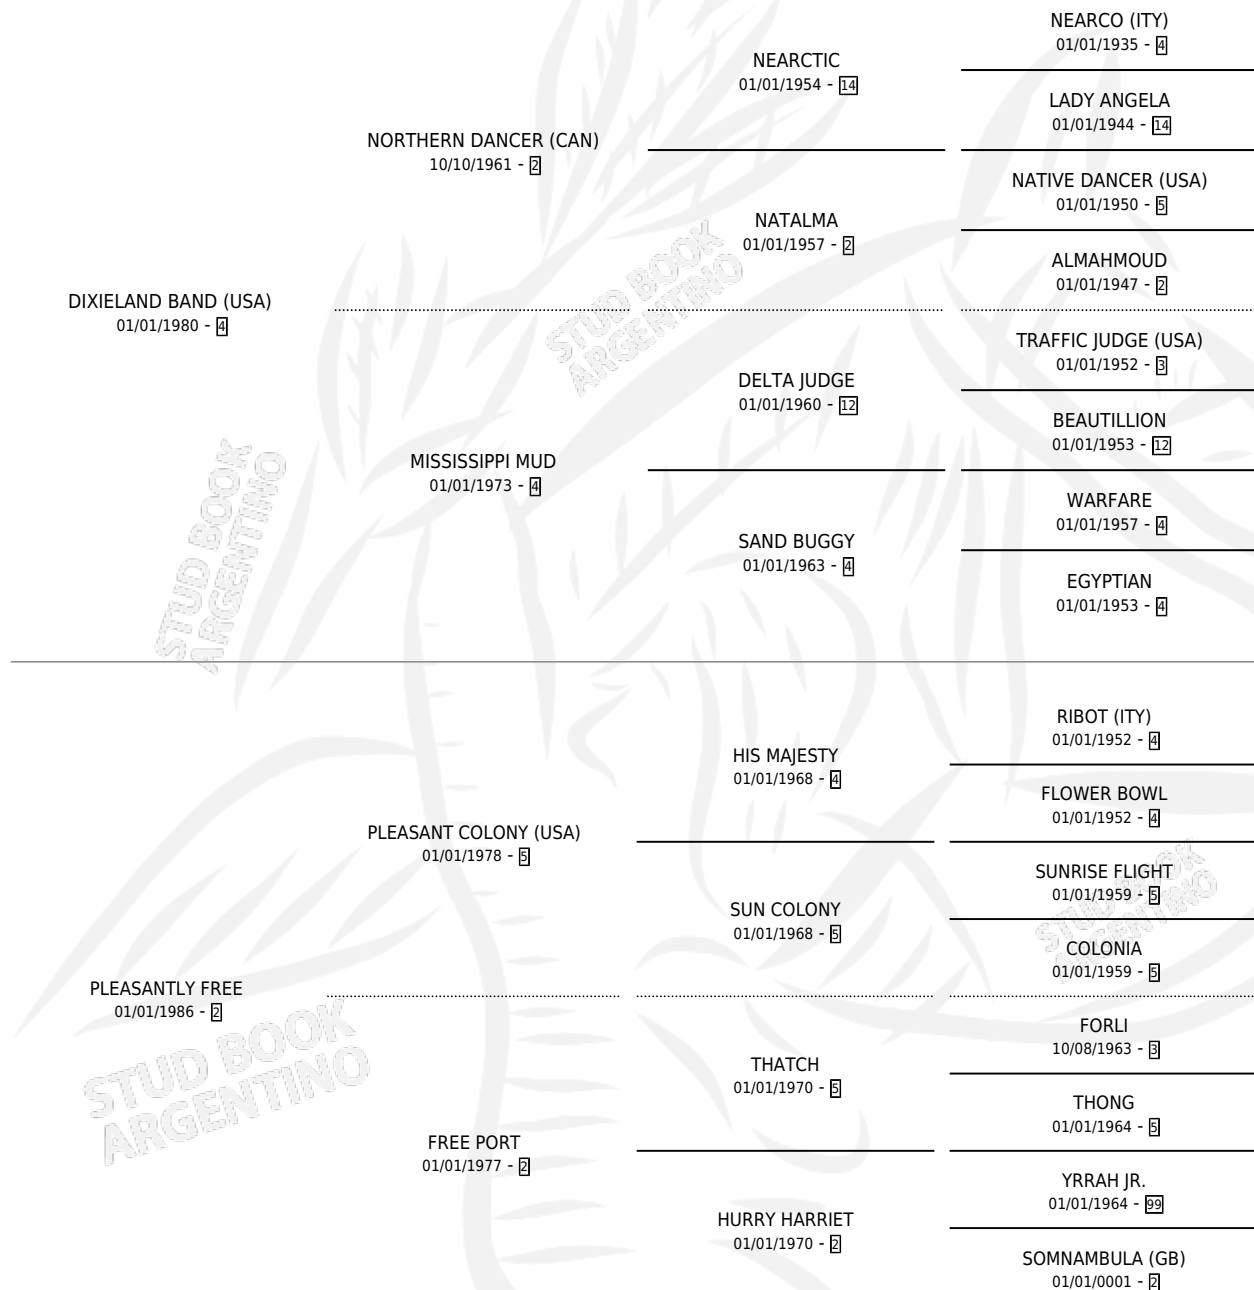 NEARCO (ITY)
01/01/1935 - 4
NEARCTIC
01/01/1954 - 14
LADY ANGELA
01/01/1944 - 14
NORTHERN DANCER (CAN)
10/10/1961 - 2
NATIVE DANCER (USA)
01/01/1950 - 5
NATALMA
01/01/1957 - 2
ALMAHMOUD
01/01/1947 - 2
DIXIELAND BAND (USA)
01/01/1980 - 4
STUD BOOK
ARGENTINO
TRAFFIC JUDGE (USA)
01/01/1952 - 3
DELTA JUDGE
01/01/1960 - 12
BEAUTILLION
01/01/1953 - 12
MISSISSIPPI MUD
01/01/1973 - 4
WARFARE
01/01/1957 - 4
SAND BUGGY
01/01/1963 - 4
EGYPTIAN
01/01/1953 - 4
STUD BOOK
ARGENTINO
RIBOT (ITY)
01/01/1952 - 4
HIS MAJESTY
01/01/1968 - 4
FLOWER BOWL
01/01/1952 - 4
PLEASANT COLONY (USA)
01/01/1978 - 5
SUNRISE FLIGHT
01/01/1959 - 5
SUN COLONY
01/01/1968 - 5
STUD BOOK
ARGENTINO
COLONIA
01/01/1959 - 5
PLEASANTLY FREE
01/01/1986 - 2
STUD BOOK
ARGENTINO
FORLI
10/08/1963 - 3
THATCH
01/01/1970 - 5
THONG
01/01/1964 - 5
FREE PORT
01/01/1977 - 2
YRRAH JR.
01/01/1964 - 99
HURRY HARRIET
01/01/1970 - 2
SOMNAMBULA (GB)
01/01/0001 - 2